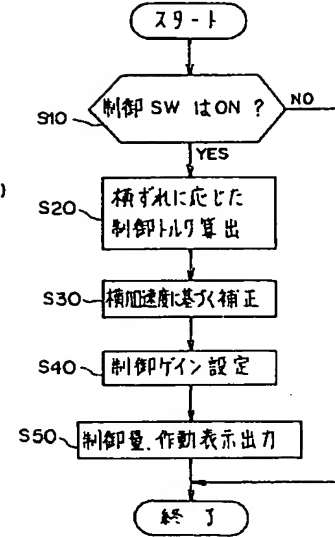 スタート
制御 SW はON ?
NO
S10
YES
S20
横ずれに応じた
制御トルク算出
S30
横加速度に基づく補正
S40
制御ゲイン設定
S50
制御量、作動表示出力
終了